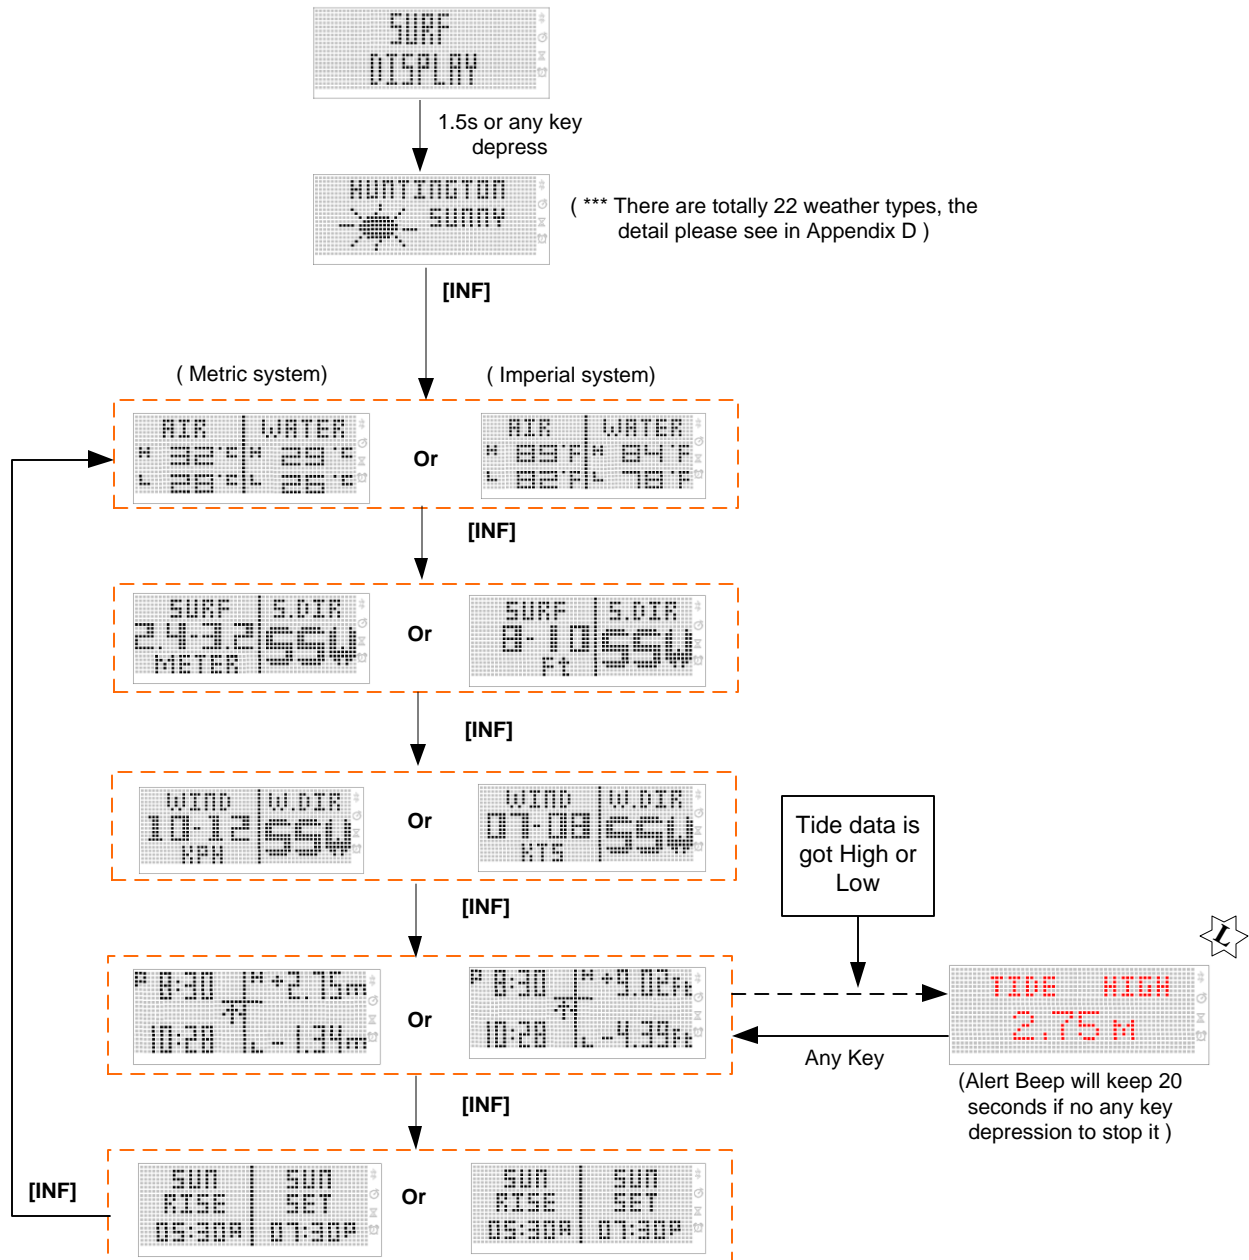 SURF
DISPLAY
1.5s or any key
depress
HUNTINGTON
SUNNY
( *** There are totally 22 weather types, the
detail please see in Appendix D )
[INF]
( Metric system)
( Imperial system)
AIR WATER
H 32°C H 29°C
L 28°C L 26°C
Or
AIR WATER
H 89°F H 84°F
L 82°F L 78°F
[INF]
SURF S.DIR
2.4-3.2 SSW
METER
Or
SURF S.DIR
8-10 SSW
Ft
[INF]
WIND W.DIR
10-12 SSW
KPH
Or
WIND W.DIR
07-08 SSW
KTS
Tide data is
got High or
Low
[INF]
P 8:30 H +2.75m
10:28 L -1.34m
Or
P 8:30 H +9.02Ft
10:28 L -4.39Ft
L
TIDE HIGH
2.75 M
Any Key
(Alert Beep will keep 20
seconds if no any key
depression to stop it )
[INF]
SUN SUN
RISE SET
05:30A 07:30P
Or
SUN SUN
RISE SET
05:30A 07:30P
[INF]